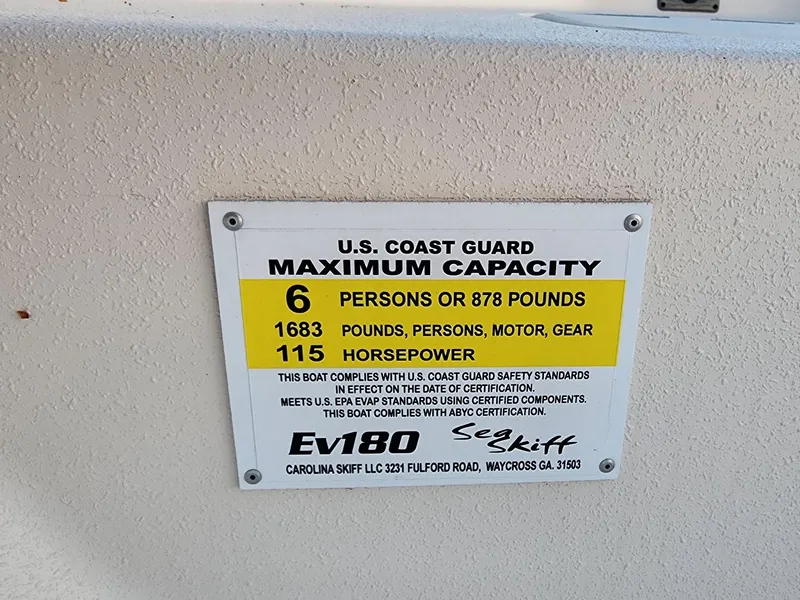 U.S. COAST GUARD
MAXIMUM CAPACITY
6 PERSONS OR 878 POUNDS
1683 POUNDS, PERSONS, MOTOR, GEAR
115 HORSEPOWER
THIS BOAT COMPLIES WITH U.S. COAST GUARD SAFETY STANDARDS
IN EFFECT ON THE DATE OF CERTIFICATION.
MEETS U.S. EPA EVAP STANDARDS USING CERTIFIED COMPONENTS.
THIS BOAT COMPLIES WITH ABYC CERTIFICATION.
Ev180 Sea Skiff
CAROLINA SKIFF LLC 3231 FULFORD ROAD, WAYCROSS GA. 31503